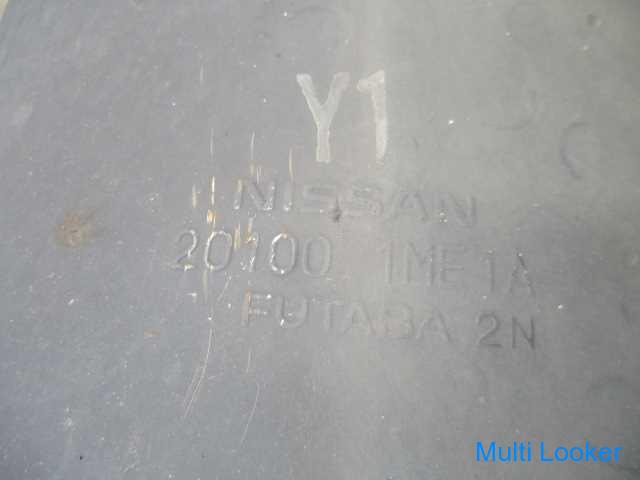 Y1
NISSAN
20100 1ME1A
FUTABA 2N
Multi Looker